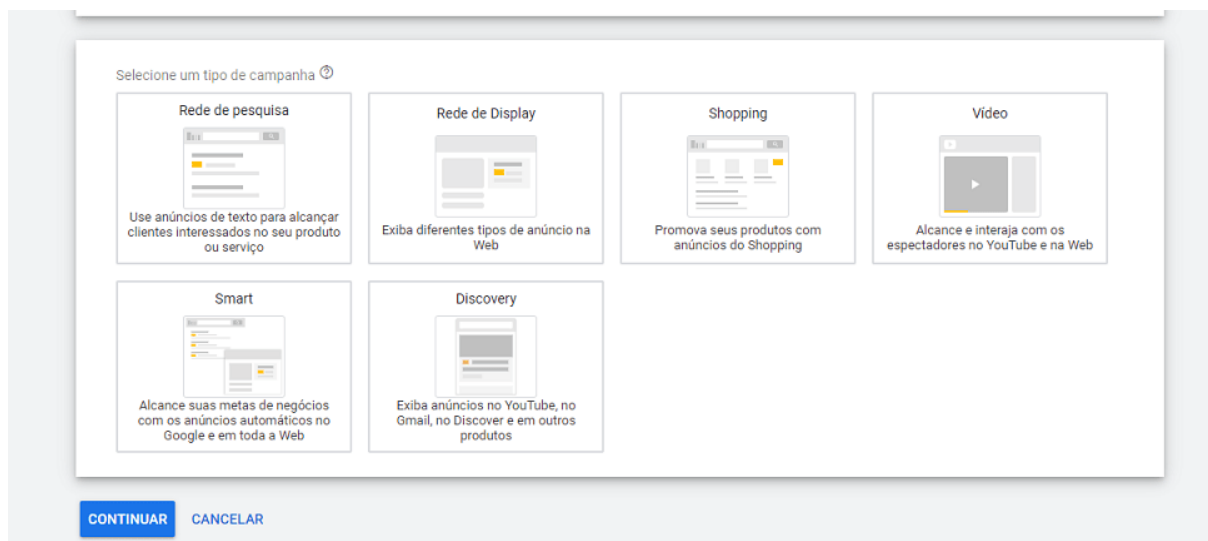 Selecione um tipo de campanha ?
Rede de pesquisa
Use anúncios de texto para alcançar
clientes interessados no seu produto
ou serviço
Rede de Display
Exiba diferentes tipos de anúncio na
Web
Shopping
Promova seus produtos com
anúncios do Shopping
Vídeo
Alcance e interaja com os
espectadores no YouTube e na Web
Smart
Alcance suas metas de negócios
com os anúncios automáticos no
Google e em toda a Web
Discovery
Exiba anúncios no YouTube, no
Gmail, no Discover e em outros
produtos
CONTINUAR
CANCELAR